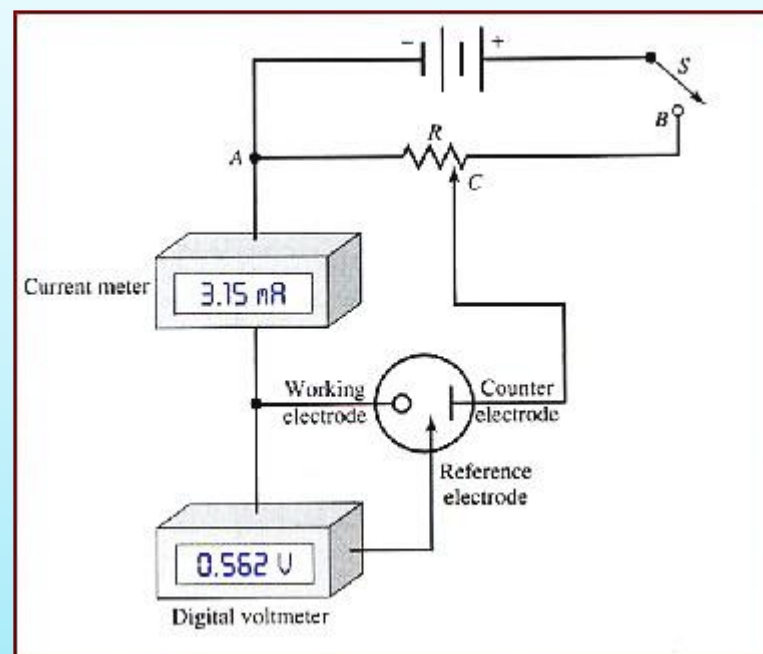 − +
S
B
R
A
C
Current meter
3.15 mA
Working
electrode
Counter
electrode
Reference
electrode
0.562 V
Digital voltmeter